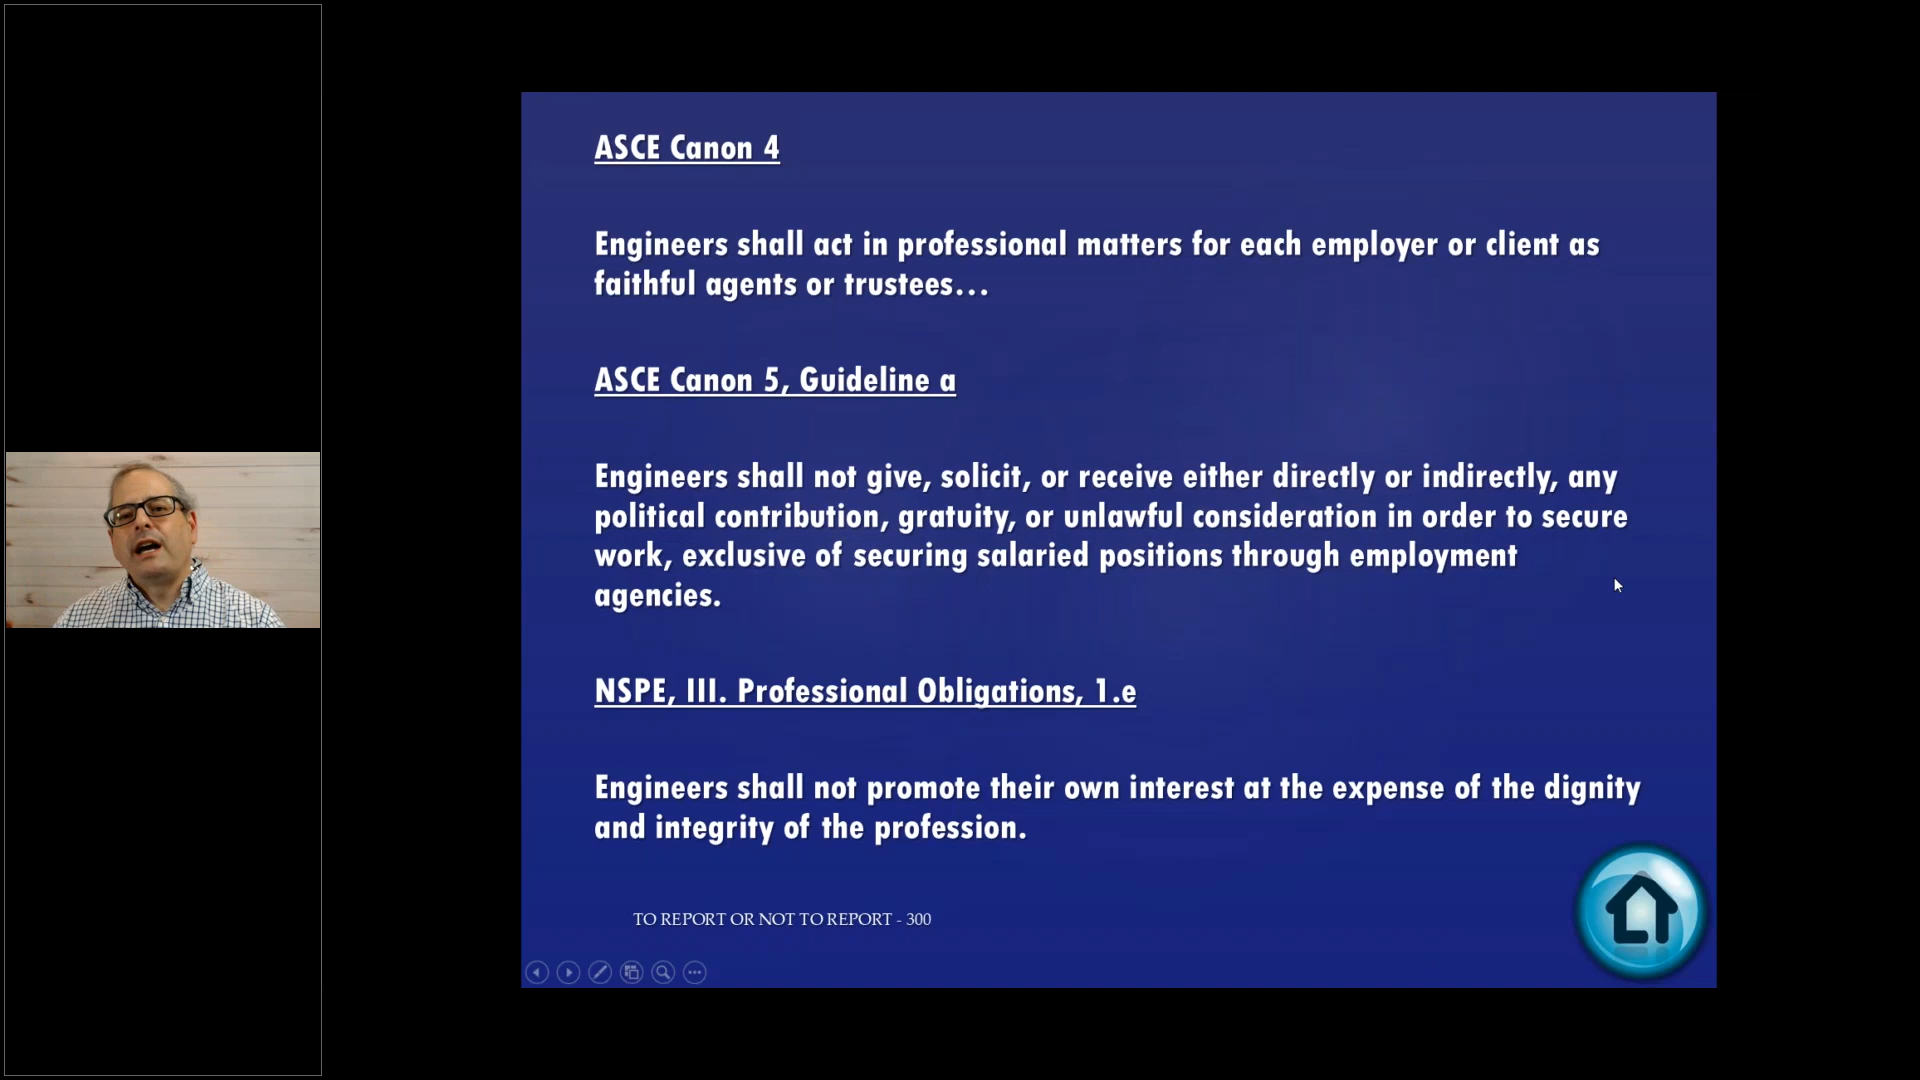 ASCE Canon 4
Engineers shall act in professional matters for each employer or client as
faithful agents or trustees…
ASCE Canon 5, Guideline a
Engineers shall not give, solicit, or receive either directly or indirectly, any
political contribution, gratuity, or unlawful consideration in order to secure
work, exclusive of securing salaried positions through employment
agencies.
NSPE, III. Professional Obligations, 1.e
Engineers shall not promote their own interest at the expense of the dignity
and integrity of the profession.
TO REPORT OR NOT TO REPORT - 300